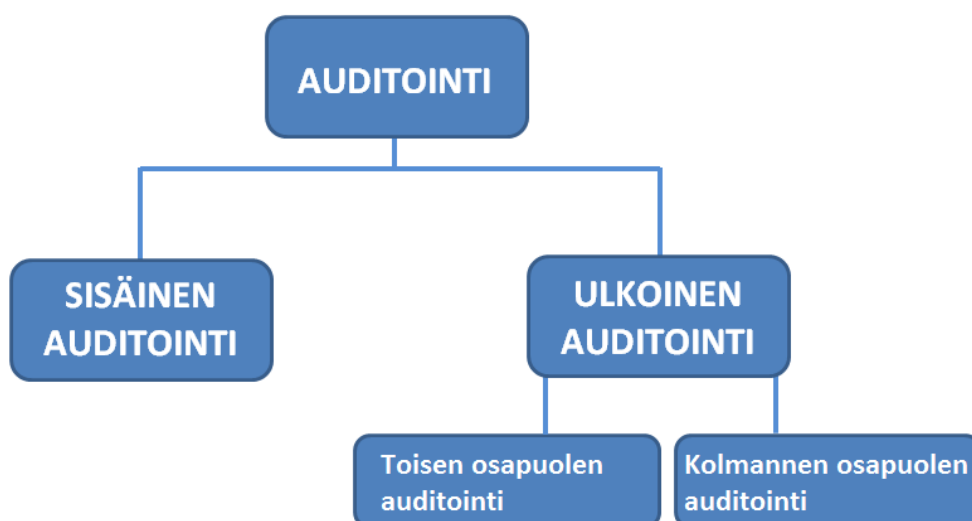 AUDITOINTI
SISÄINEN
AUDITOINTI
ULKOINEN
AUDITOINTI
Toisen osapuolen
auditointi
Kolmannen osapuolen
auditointi